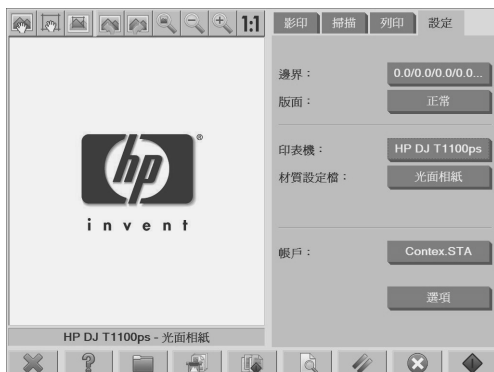 1:1
影印 掃描 列印 設定
邊界： 0.0/0.0/0.0/0.0...
版面： 正常
印表機： HP DJ T1100ps
材質設定檔： 光面相紙
帳戶： Contex.STA
選項
hp
®
invent
HP DJ T1100ps - 光面相紙